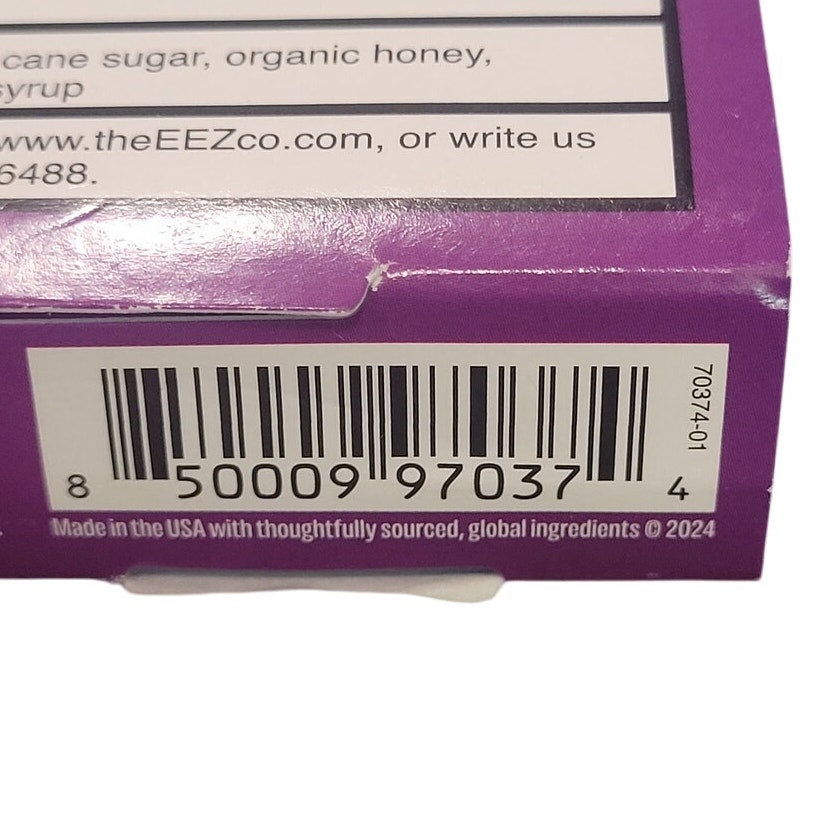 cane sugar, organic honey,
syrup
www.theEEZco.com, or write us
6488.
70374-01
8 50009 97037 4
Made in the USA with thoughtfully sourced, global ingredients © 2024